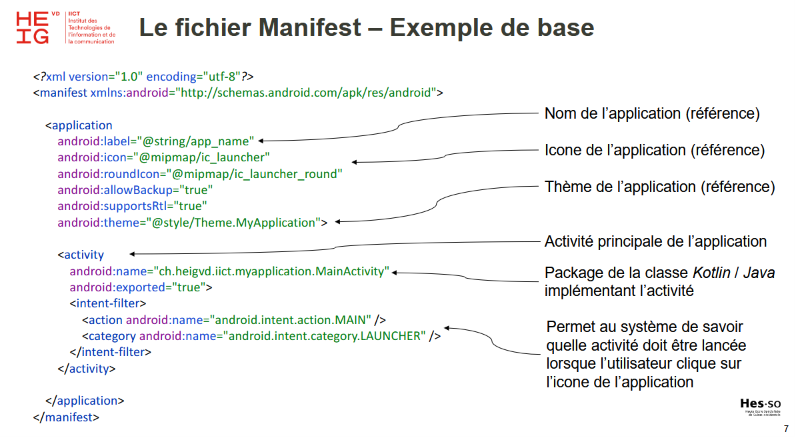 HE VD
IG
IICT
Institut des
Technologies de
l'information et de
la communication
Le fichier Manifest – Exemple de base
<?xml version="1.0" encoding="utf-8"?>
<manifest xmlns:android="http://schemas.android.com/apk/res/android">
<application
android:label="@string/app_name"
android:icon="@mipmap/ic_launcher"
android:roundIcon="@mipmap/ic_launcher_round"
android:allowBackup="true"
android:supportsRtl="true"
android:theme="@style/Theme.MyApplication">
<activity
android:name="ch.heigvd.iict.myapplication.MainActivity"
android:exported="true">
<intent-filter>
<action android:name="android.intent.action.MAIN" />
<category android:name="android.intent.category.LAUNCHER" />
</intent-filter>
</activity>
</application>
</manifest>
Nom de l'application (référence)
Icone de l'application (référence)
Thème de l'application (référence)
Activité principale de l'application
Package de la classe Kotlin / Java
implémentant l'activité
Permet au système de savoir
quelle activité doit être lancée
lorsque l'utilisateur clique sur
l'icone de l'application
Hes·so
7